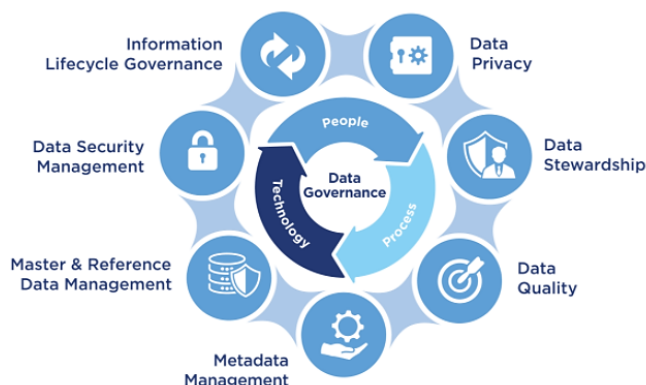 Information
Lifecycle Governance
Data
Privacy
Data Security
Management
People
Data
Stewardship
Data
Governance
Technology
Process
Master & Reference
Data Management
Data
Quality
Metadata
Management